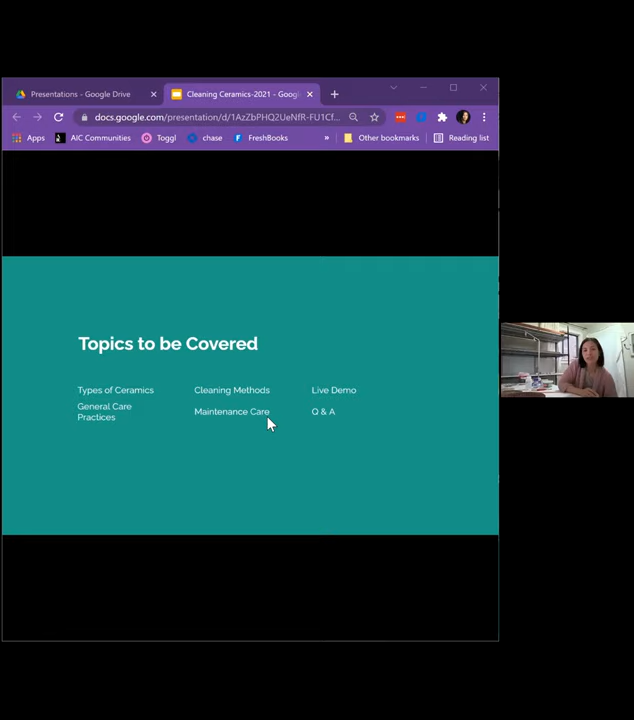 Presentations - Google Drive
Cleaning Ceramics-2021 - Goog
docs.google.com/presentation/d/1AzZbPHQ2UeNfR-FU1Cf...
Apps
AIC Communities
Toggl
chase
FreshBooks
»
Other bookmarks
Reading list
Topics to be Covered
Types of Ceramics
General Care
Practices
Cleaning Methods
Maintenance Care
Live Demo
Q & A